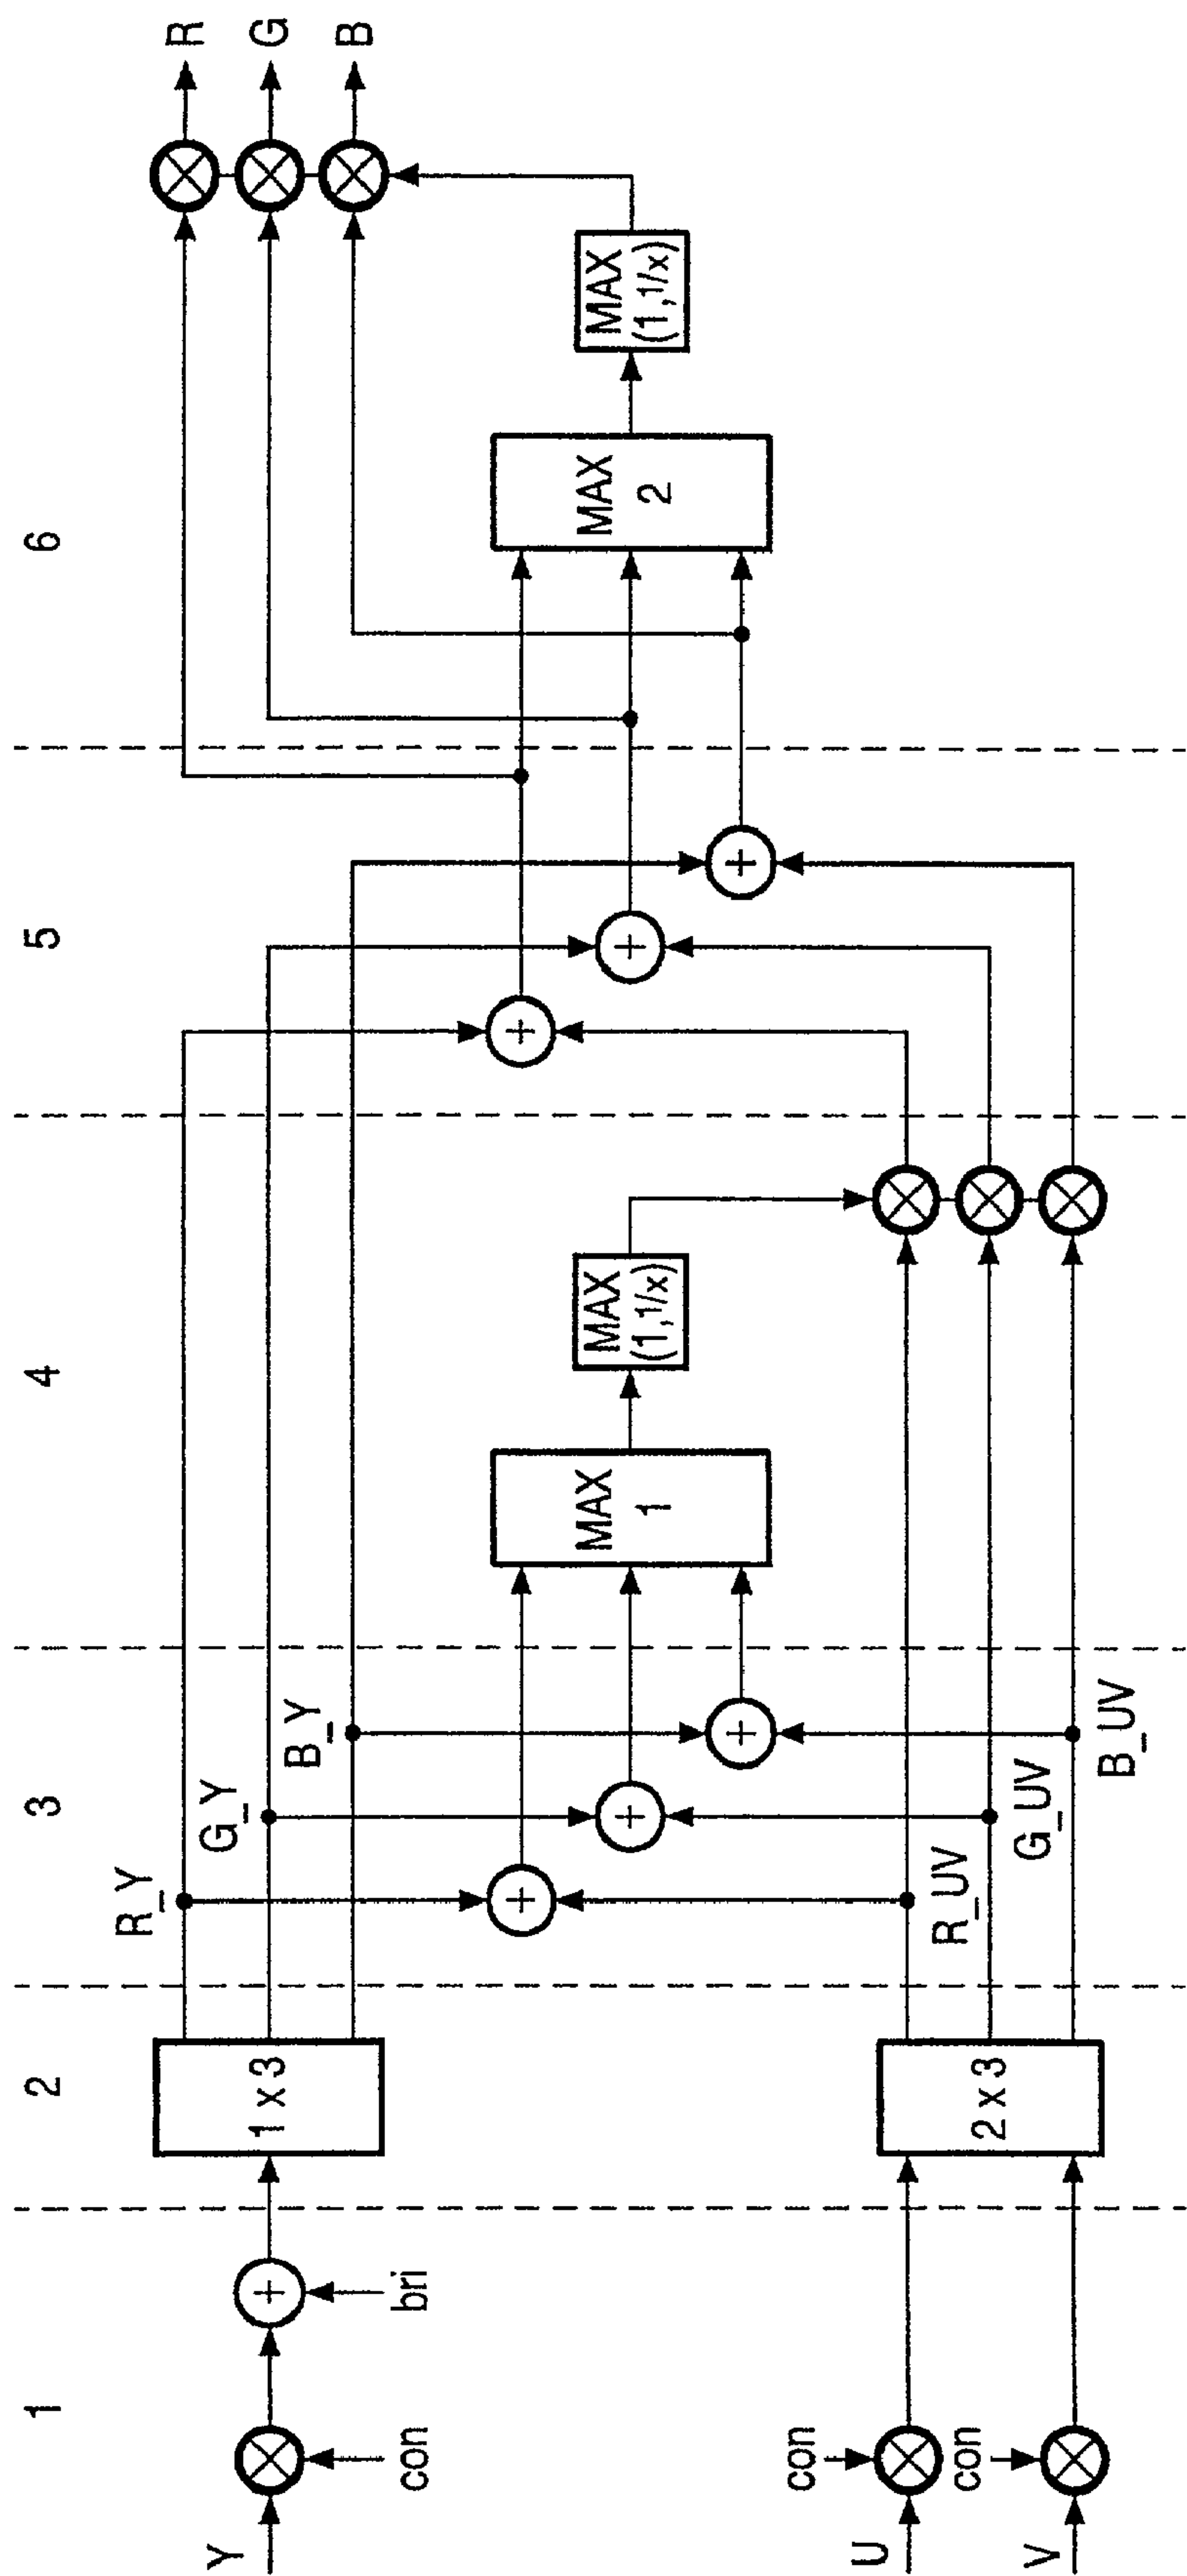 1
2
3
4
5
6
Y
con
bri
1 x 3
R_Y
G_Y
B_Y
MAX
1
MAX
(1,1/x)
MAX
2
MAX
(1,1/x)
R
G
B
U
con
V
con
2 x 3
R_UV
G_UV
B_UV